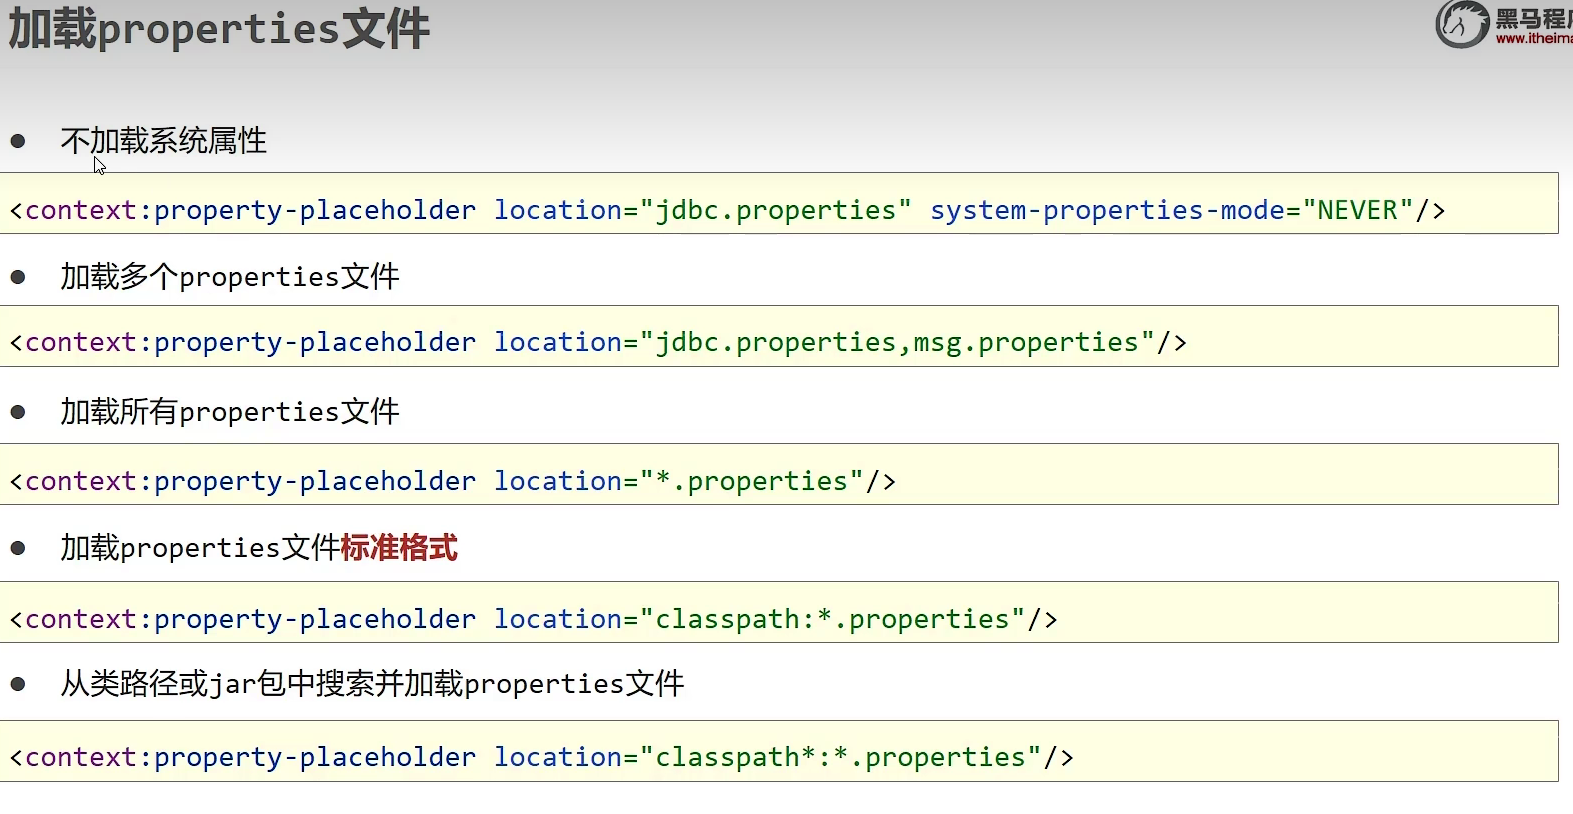 加载properties文件
黑马程序
www.itheima
● 不加载系统属性
<context:property-placeholder location="jdbc.properties" system-properties-mode="NEVER"/>
● 加载多个properties文件
<context:property-placeholder location="jdbc.properties,msg.properties"/>
● 加载所有properties文件
<context:property-placeholder location="*.properties"/>
● 加载properties文件标准格式
<context:property-placeholder location="classpath:*.properties"/>
● 从类路径或jar包中搜索并加载properties文件
<context:property-placeholder location="classpath*:*.properties"/>